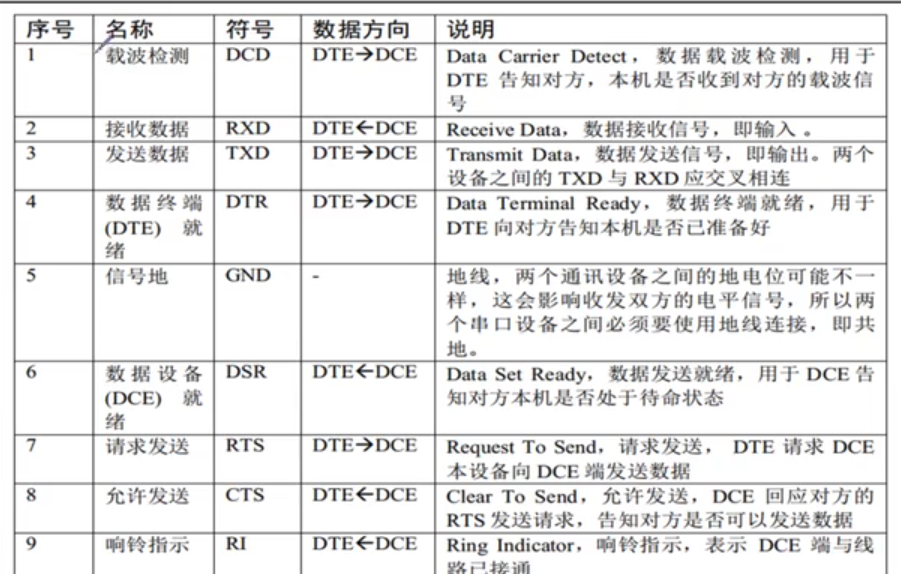 序号 名称 符号 数据方向 说明
1 载波检测 DCD DTE→DCE Data Carrier Detect，数据载波检测，用于
DTE 告知对方，本机是否收到对方的载波信
号
2 接收数据 RXD DTE←DCE Receive Data，数据接收信号，即输入 。
3 发送数据 TXD DTE→DCE Transmit Data，数据发送信号，即输出。两个
设备之间的 TXD 与 RXD 应交叉相连
4 数据终端 DTR DTE→DCE Data Terminal Ready，数据终端就绪，用于
(DTE) 就 DTE 向对方告知本机是否已准备好
绪
5 信号地 GND - 地线，两个通讯设备之间的地电位可能不一
样，这会影响收发双方的电平信号，所以两
个串口设备之间必须要使用地线连接，即共
地。
6 数据设备 DSR DTE←DCE Data Set Ready，数据发送就绪，用于 DCE 告
(DCE) 就 知对方本机是否处于待命状态
绪
7 请求发送 RTS DTE→DCE Request To Send，请求发送， DTE 请求 DCE
本设备向 DCE 端发送数据
8 允许发送 CTS DTE←DCE Clear To Send，允许发送，DCE 回应对方的
RTS 发送请求，告知对方是否可以发送数据
9 响铃指示 RI DTE←DCE Ring Indicator，响铃指示，表示 DCE 端与线
路已接通